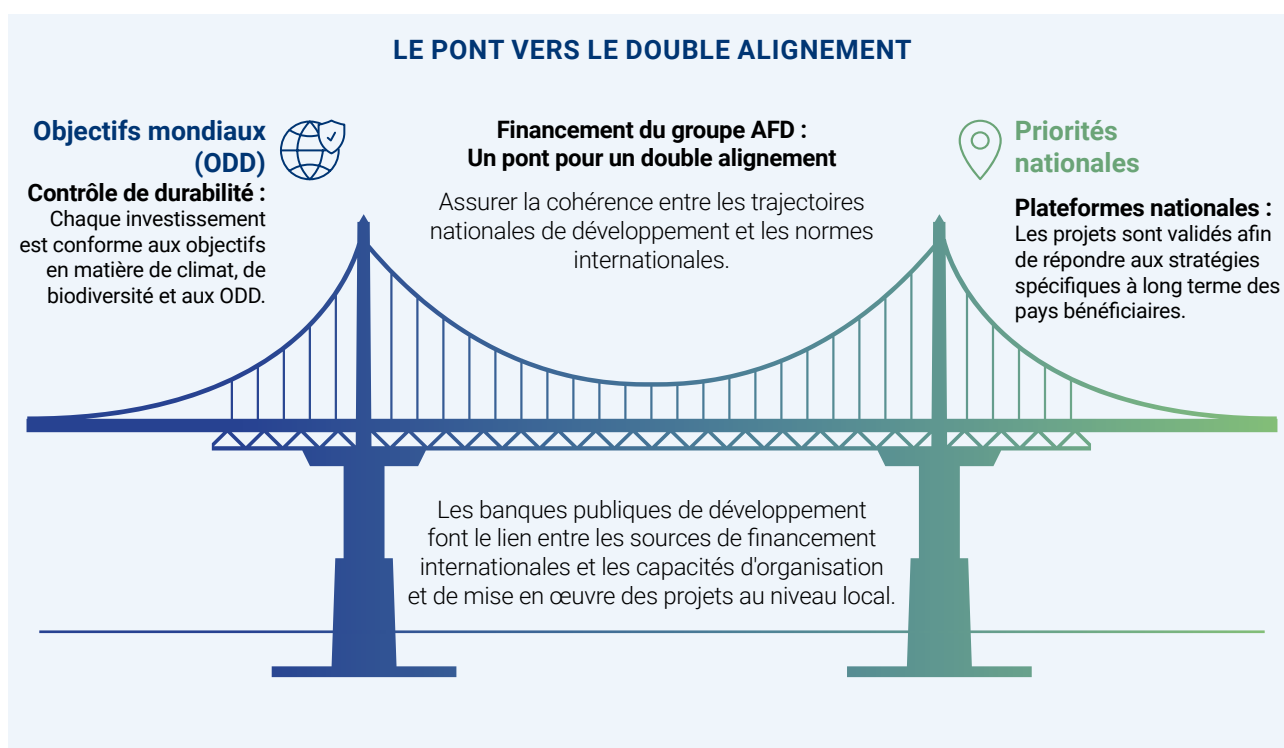 LE PONT VERS LE DOUBLE ALIGNEMENT
Objectifs mondiaux
(ODD)
Contrôle de durabilité :
Chaque investissement
est conforme aux objectifs
en matière de climat, de
biodiversité et aux ODD.
Financement du groupe AFD :
Un pont pour un double alignement
Assurer la cohérence entre les trajectoires
nationales de développement et les normes
internationales.
Priorités
nationales
Plateformes nationales :
Les projets sont validés afin
de répondre aux stratégies
spécifiques à long terme des
pays bénéficiaires.
Les banques publiques de développement
font le lien entre les sources de financement
internationales et les capacités d'organisation
et de mise en œuvre des projets au niveau local.